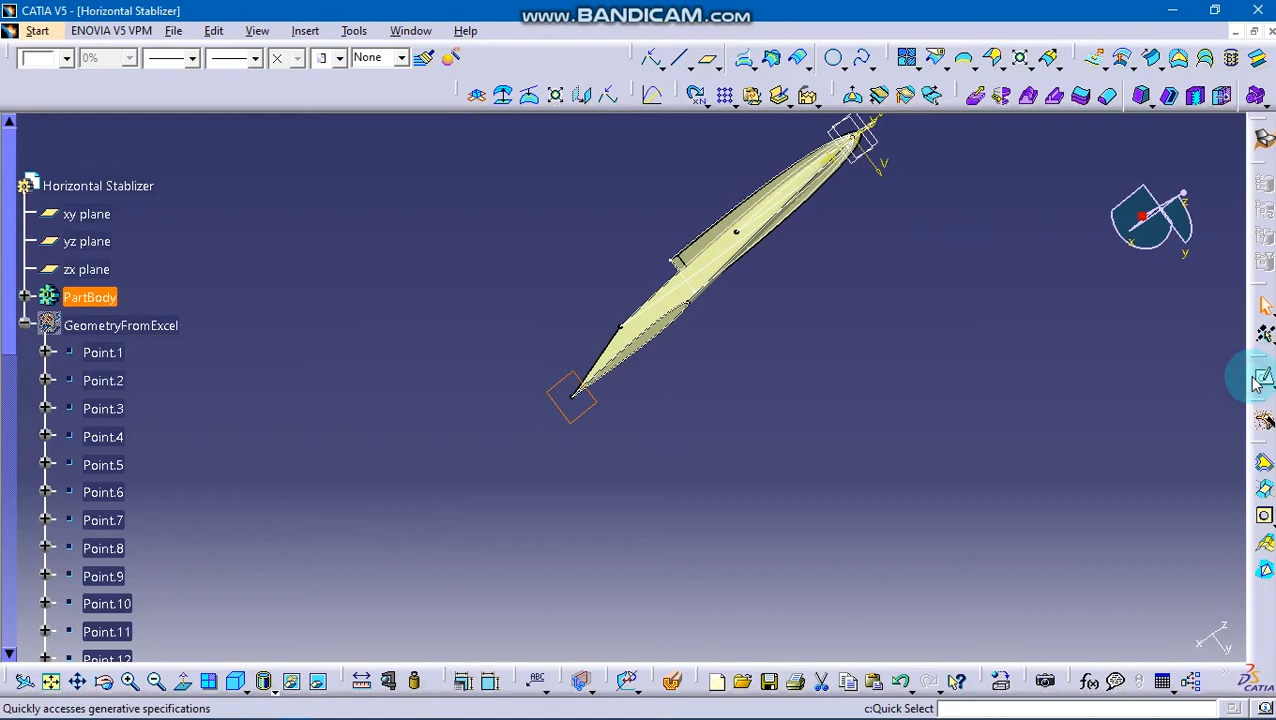 CATIA V5 - [Horizontal Stablizer]
www.BANDICAM.com
Start ENOVIA V5 VPM File Edit View Insert Tools Window Help
0% None
Horizontal Stablizer
xy plane
yz plane
zx plane
PartBody
GeometryFromExcel
Point.1
Point.2
Point.3
Point.4
Point.5
Point.6
Point.7
Point.8
Point.9
Point.10
Point.11
Point.12
V
z
x
y
z
x
y
CATIA
Quickly accesses generative specifications
c:Quick Select